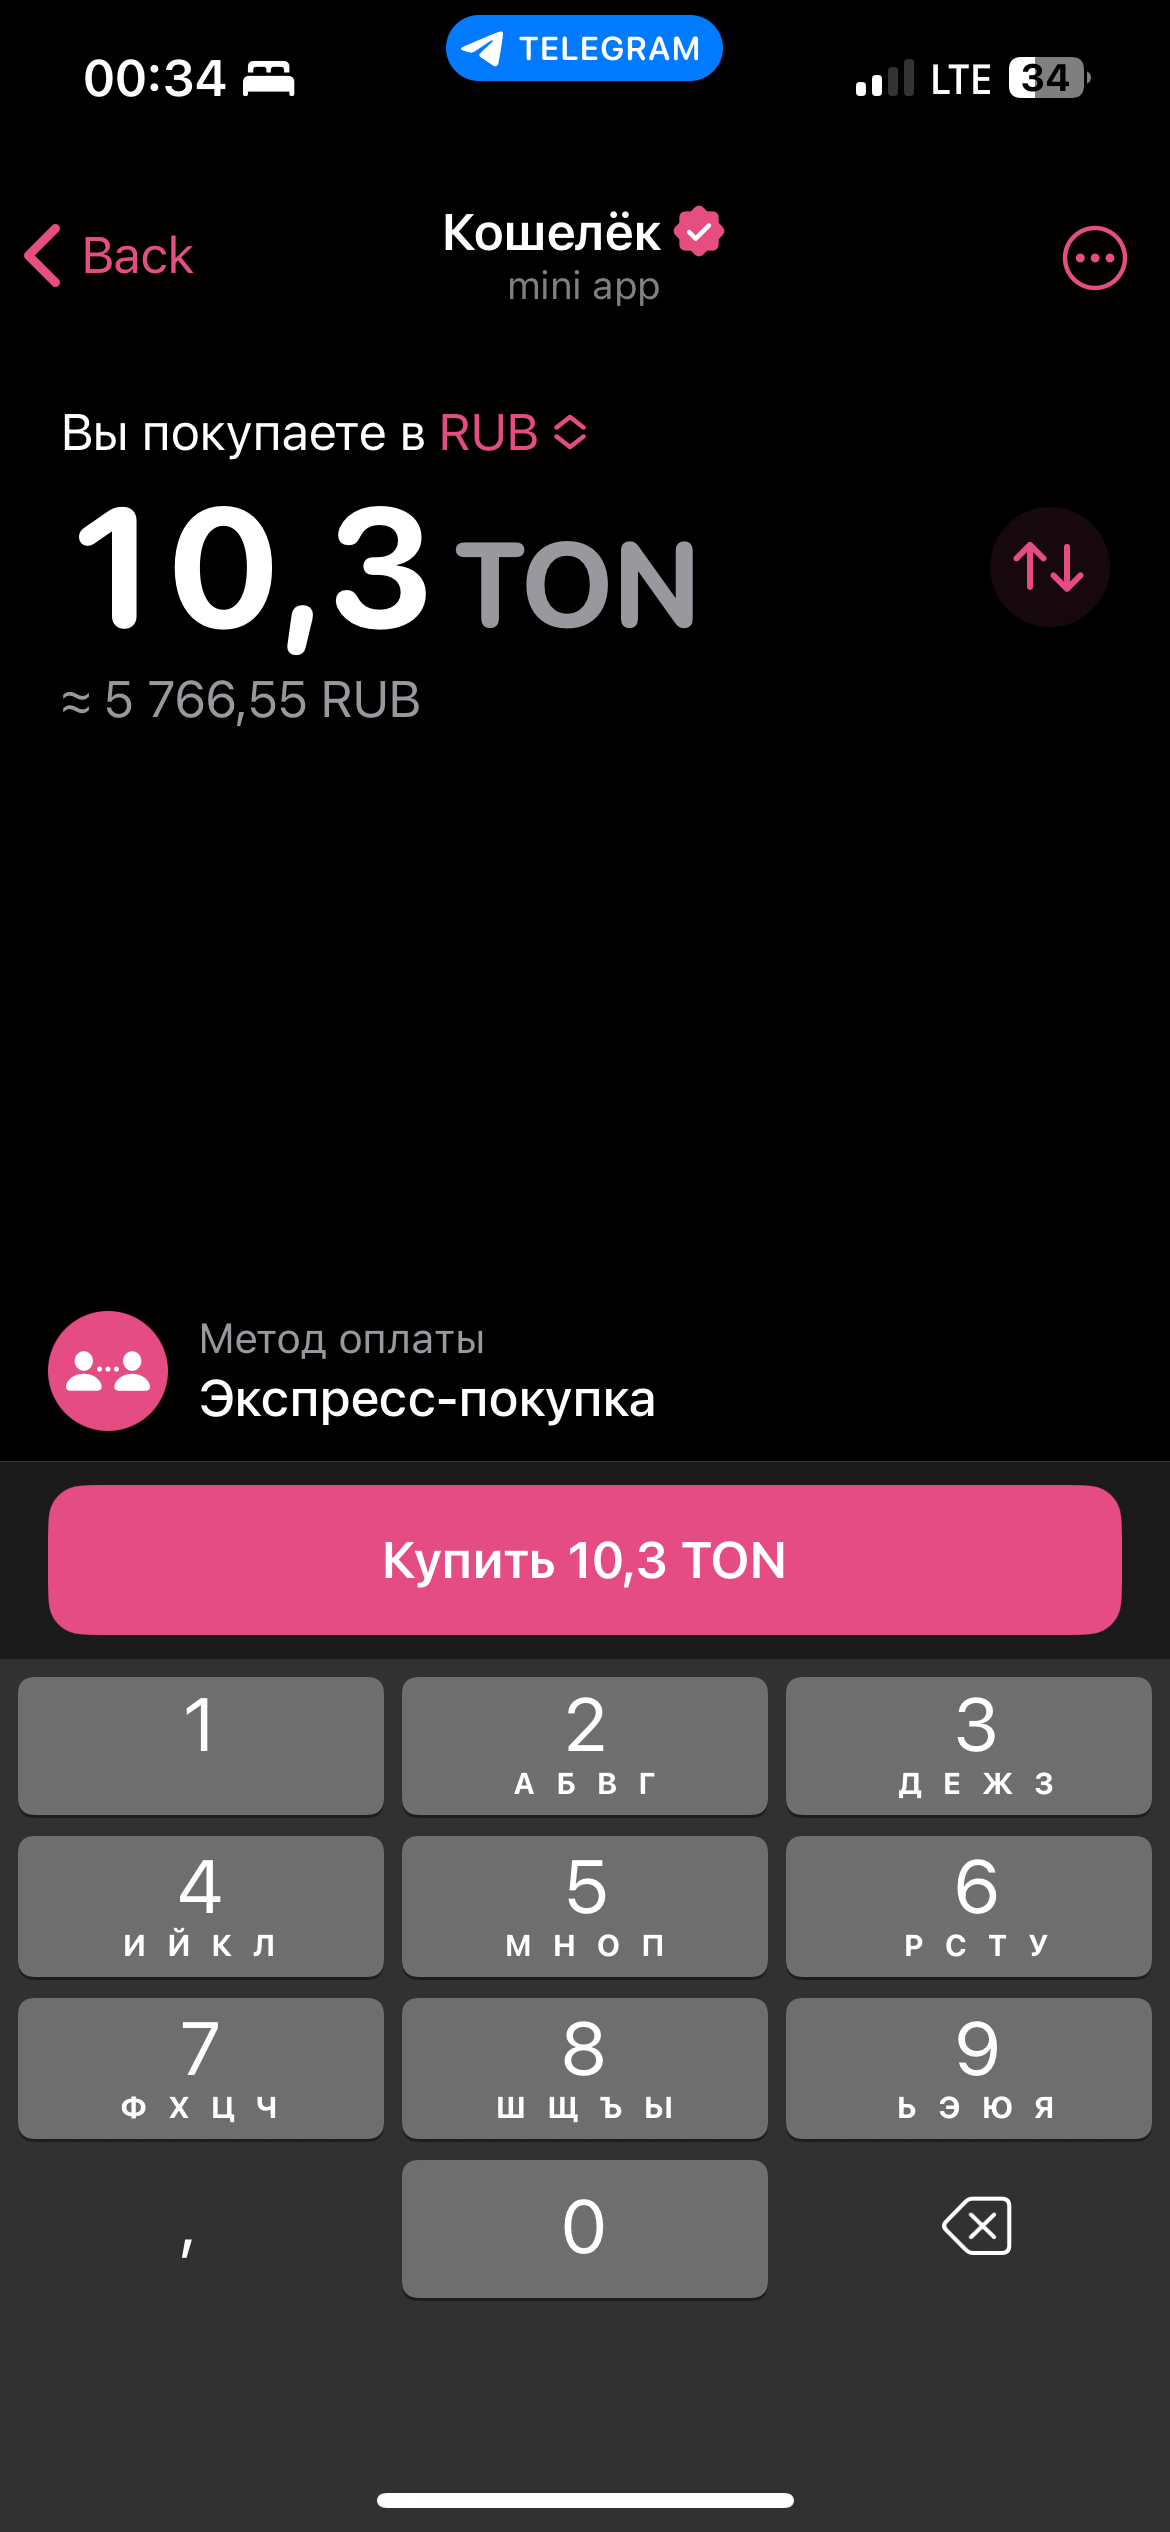 00:34
TELEGRAM
LTE
34
Back
Кошелёк
mini app
Вы покупаете в RUB
10,3 TON
≈ 5 766,55 RUB
Метод оплаты
Экспресс-покупка
Купить 10,3 TON
1
2
3
А Б В Г
Д Е Ж З
4
5
6
И Й К Л
М Н О П
Р С Т У
7
8
9
Ф Х Ц Ч
Ш Щ Ъ Ы
Ь Э Ю Я
,
0